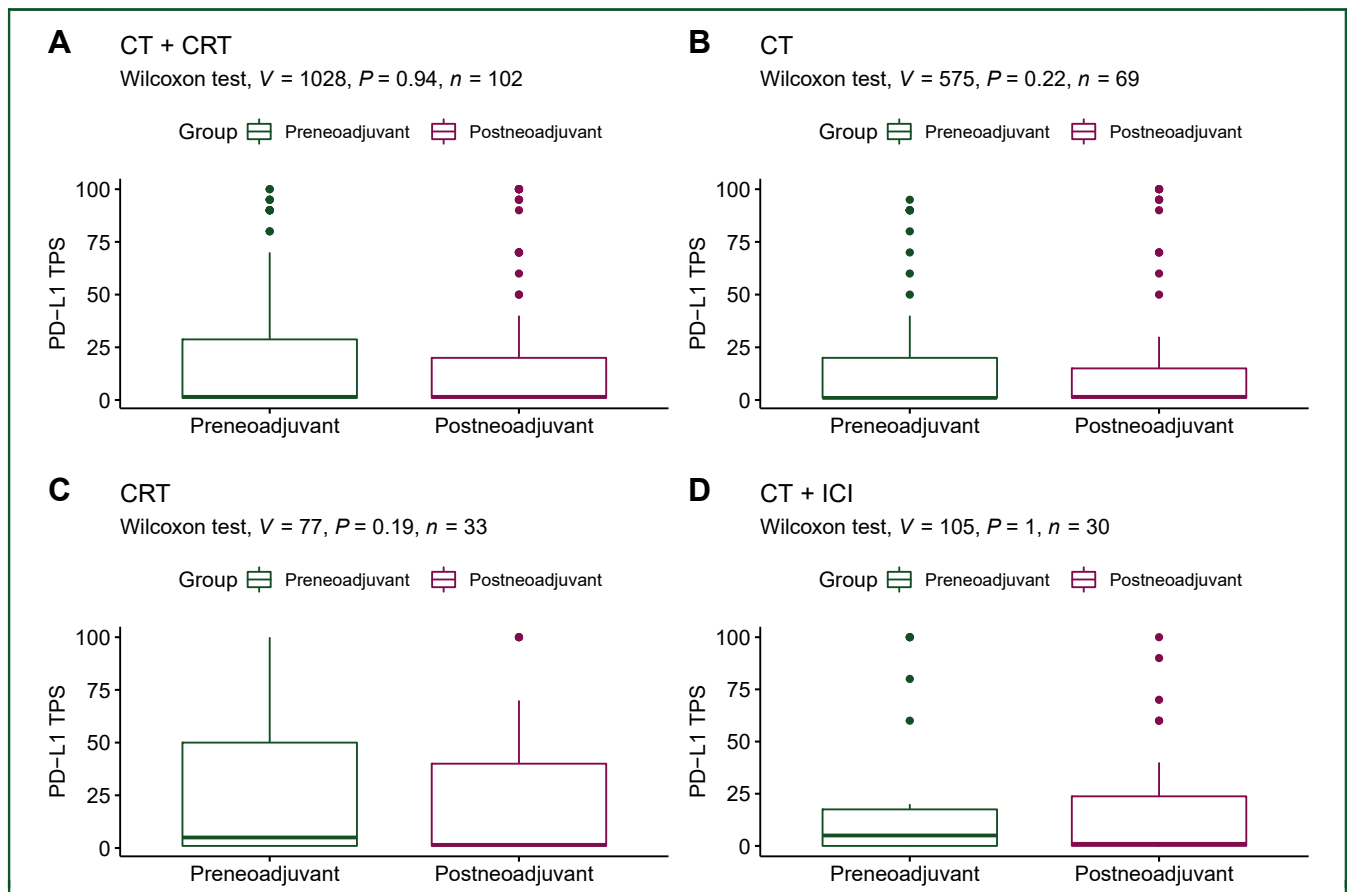 A CT + CRT
Wilcoxon test, V = 1028, P = 0.94, n = 102
Group Preneoadjuvant Postneoadjuvant
PD−L1 TPS
100
75
50
25
0
Preneoadjuvant Postneoadjuvant
B CT
Wilcoxon test, V = 575, P = 0.22, n = 69
Group Preneoadjuvant Postneoadjuvant
PD−L1 TPS
100
75
50
25
0
Preneoadjuvant Postneoadjuvant
C CRT
Wilcoxon test, V = 77, P = 0.19, n = 33
Group Preneoadjuvant Postneoadjuvant
PD−L1 TPS
100
75
50
25
0
Preneoadjuvant Postneoadjuvant
D CT + ICI
Wilcoxon test, V = 105, P = 1, n = 30
Group Preneoadjuvant Postneoadjuvant
PD−L1 TPS
100
75
50
25
0
Preneoadjuvant Postneoadjuvant